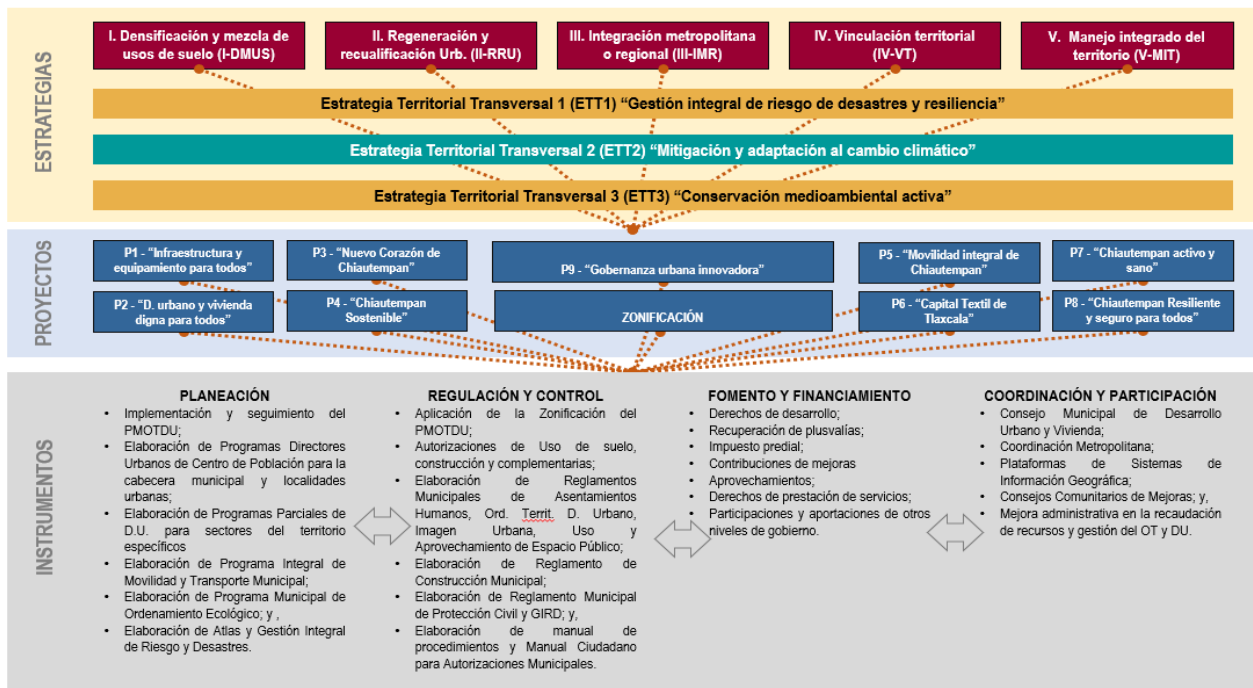 ESTRATEGIAS
I. Densificación y mezcla de
usos de suelo (I-DMUS)
II. Regeneración y
recualificación Urb. (II-RRU)
III. Integración metropolitana
o regional (III-IMR)
IV. Vinculación territorial
(IV-VT)
V. Manejo integrado del
territorio (V-MIT)
Estrategia Territorial Transversal 1 (ETT1) “Gestión integral de riesgo de desastres y resiliencia”
Estrategia Territorial Transversal 2 (ETT2) “Mitigación y adaptación al cambio climático”
Estrategia Territorial Transversal 3 (ETT3) “Conservación medioambiental activa”
PROYECTOS
P1 - “Infraestructura y
equipamiento para todos”
P3 - “Nuevo Corazón de
Chiautempan”
P9 - “Gobernanza urbana innovadora”
P5 - “Movilidad integral de
Chiautempan”
P7 - “Chiautempan activo y
sano”
P2 - “D. urbano y vivienda
digna para todos”
P4 - “Chiautempan
Sostenible”
ZONIFICACIÓN
P6 - “Capital Textil de
Tlaxcala”
P8 - “Chiautempan Resiliente
y seguro para todos”
INSTRUMENTOS
PLANEACIÓN
• Implementación y seguimiento del
PMOTDU;
• Elaboración de Programas Directores
Urbanos de Centro de Población para la
cabecera municipal y localidades
urbanas;
• Elaboración de Programas Parciales de
D.U. para sectores del territorio
específicos
• Elaboración de Programa Integral de
Movilidad y Transporte Municipal;
• Elaboración de Programa Municipal de
Ordenamiento Ecológico; y ,
• Elaboración de Atlas y Gestión Integral
de Riesgo y Desastres.
REGULACIÓN Y CONTROL
• Aplicación de la Zonificación del
PMOTDU;
• Autorizaciones de Uso de suelo,
construcción y complementarias;
• Elaboración de Reglamentos
Municipales de Asentamientos
Humanos, Ord. Territ. D. Urbano,
Imagen Urbana, Uso y
Aprovechamiento de Espacio Público;
• Elaboración de Reglamento de
Construcción Municipal;
• Elaboración de Reglamento Municipal
de Protección Civil y GIRD; y,
• Elaboración de manual de
procedimientos y Manual Ciudadano
para Autorizaciones Municipales.
FOMENTO Y FINANCIAMIENTO
• Derechos de desarrollo;
• Recuperación de plusvalías;
• Impuesto predial;
• Contribuciones de mejoras
• Aprovechamientos;
• Derechos de prestación de servicios;
• Participaciones y aportaciones de otros
niveles de gobierno.
COORDINACIÓN Y PARTICIPACIÓN
• Consejo Municipal de Desarrollo
Urbano y Vivienda;
• Coordinación Metropolitana;
• Plataformas de Sistemas de
Información Geográfica;
• Consejos Comunitarios de Mejoras; y,
• Mejora administrativa en la recaudación
de recursos y gestión del OT y DU.